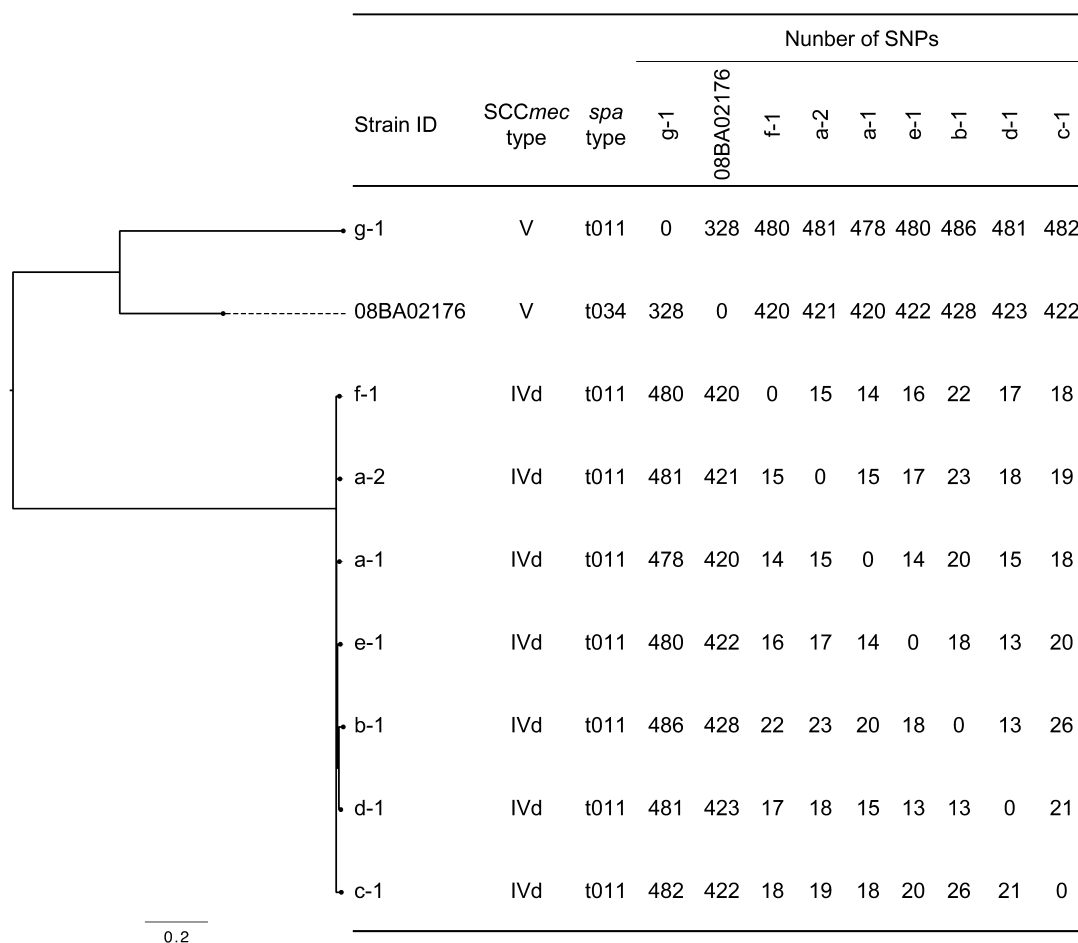 Nunber of SNPs
Strain ID SCCmec type spa type g-1 08BA02176 f-1 a-2 a-1 e-1 b-1 d-1 c-1
g-1 V t011 0 328 480 481 478 480 486 481 482
08BA02176 V t034 328 0 420 421 420 422 428 423 422
f-1 IVd t011 480 420 0 15 14 16 22 17 18
a-2 IVd t011 481 421 15 0 15 17 23 18 19
a-1 IVd t011 478 420 14 15 0 14 20 15 18
e-1 IVd t011 480 422 16 17 14 0 18 13 20
b-1 IVd t011 486 428 22 23 20 18 0 13 26
d-1 IVd t011 481 423 17 18 15 13 13 0 21
c-1 IVd t011 482 422 18 19 18 20 26 21 0
0.2